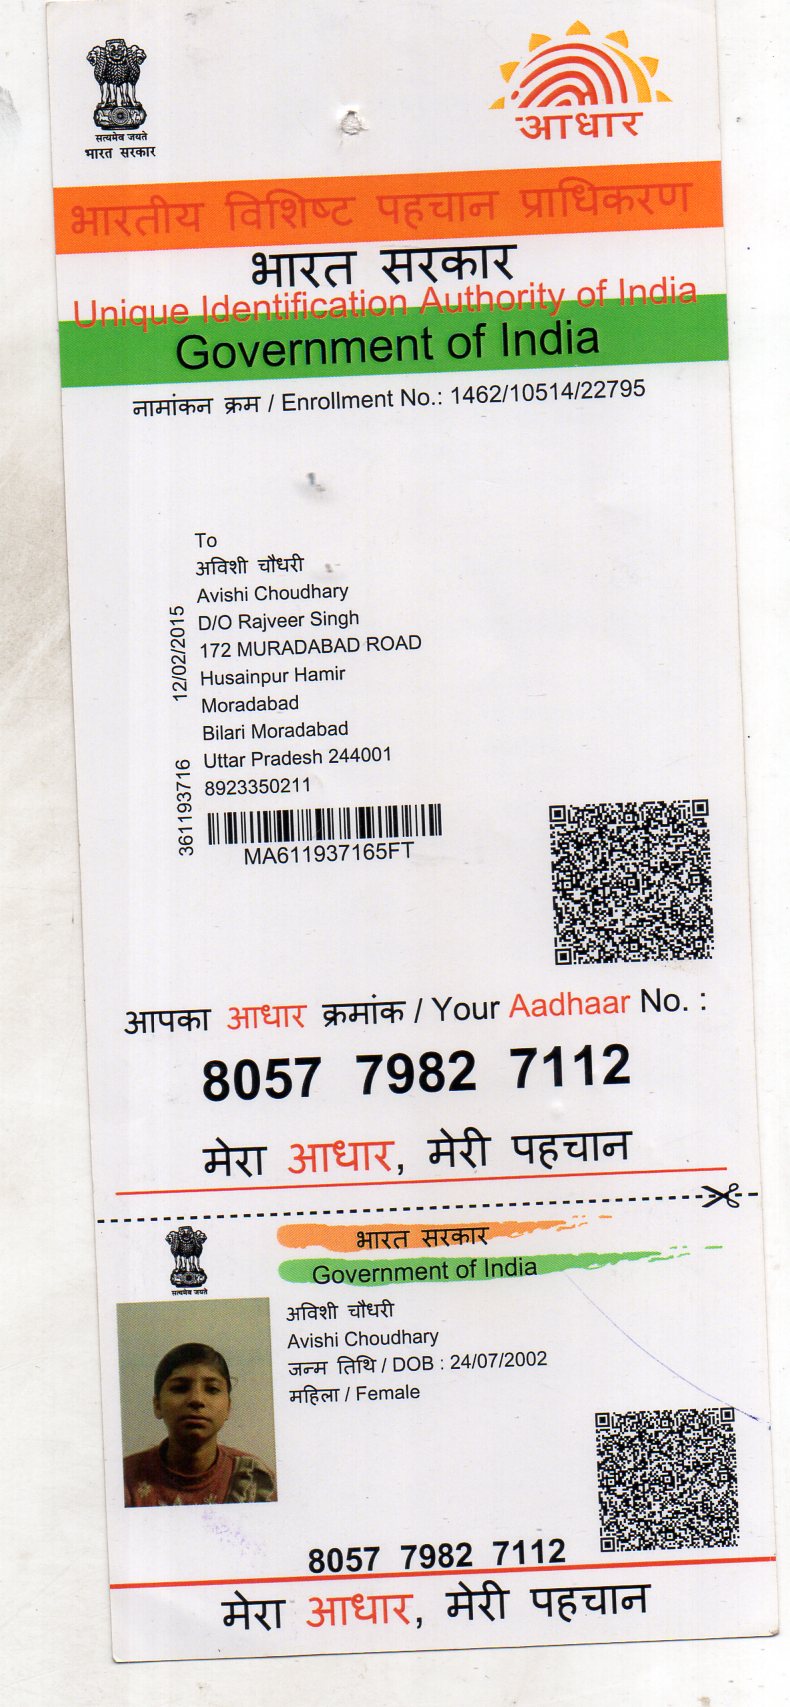 सत्यमेव जयते
भारत सरकार
आधार
भारतीय विशिष्ट पहचान प्राधिकरण
भारत सरकार
Unique Identification Authority of India
Government of India
नामांकन क्रम / Enrollment No.: 1462/10514/22795
To
अविशी चौधरी
Avishi Choudhary
D/O Rajveer Singh
172 MURADABAD ROAD
Husainpur Hamir
Moradabad
Bilari Moradabad
Uttar Pradesh 244001
8923350211
12/02/2015
361193716
MA611937165FT
आपका आधार क्रमांक / Your Aadhaar No. :
8057 7982 7112
मेरा आधार, मेरी पहचान
सत्यमेव जयते
भारत सरकार
Government of India
अविशी चौधरी
Avishi Choudhary
जन्म तिथि / DOB : 24/07/2002
महिला / Female
8057 7982 7112
मेरा आधार, मेरी पहचान